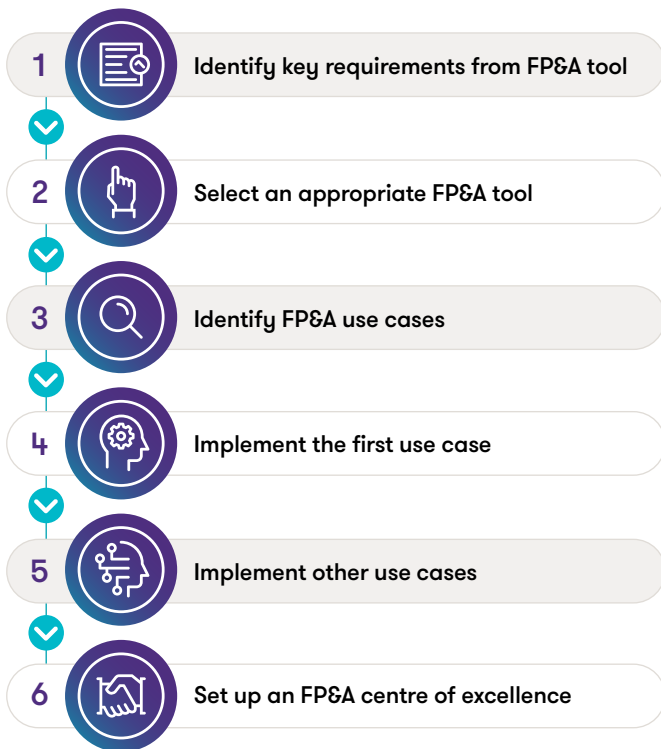 1 Identify key requirements from FP&A tool
2 Select an appropriate FP&A tool
3 Identify FP&A use cases
4 Implement the first use case
5 Implement other use cases
6 Set up an FP&A centre of excellence